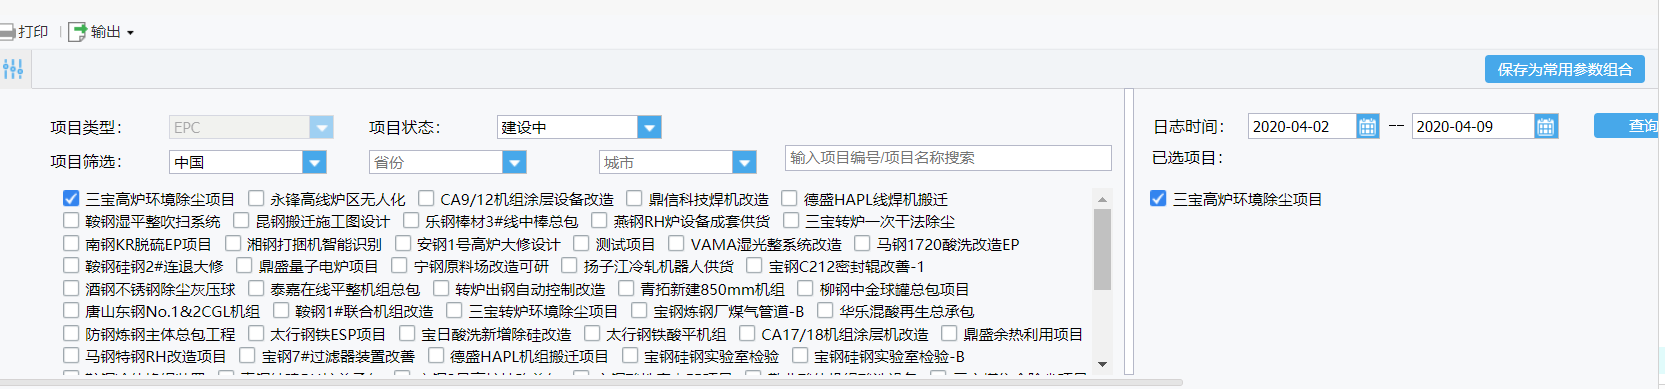 打印 输出
保存为常用参数组合
项目类型： EPC 项目状态： 建设中
项目筛选： 中国 省份 城市 输入项目编号/项目名称搜索
三宝高炉环境除尘项目 永锋高线炉区无人化 CA9/12机组涂层设备改造 鼎信科技焊机改造 德盛HAPL线焊机搬迁
鞍钢湿平整吹扫系统 昆钢搬迁施工图设计 乐钢棒材3#线中棒总包 燕钢RH炉设备成套供货 三宝转炉一次干法除尘
南钢KR脱硫EP项目 湘钢打捆机智能识别 安钢1号高炉大修设计 测试项目 VAMA湿光整系统改造 马钢1720酸洗改造EP
鞍钢硅钢2#连退大修 鼎盛量子电炉项目 宁钢原料场改造可研 扬子江冷轧机器人供货 宝钢C212密封辊改善-1
酒钢不锈钢除尘灰压球 泰嘉在线平整机组总包 转炉出钢自动控制改造 青拓新建850mm机组 柳钢中金球罐总包项目
唐山东钢No.1&2CGL机组 鞍钢1#联合机组改造 三宝转炉环境除尘项目 宝钢炼钢厂煤气管道-B 华乐混酸再生总承包
防钢炼钢主体总包工程 太行钢铁ESP项目 宝日酸洗新增除硅改造 太行钢铁酸平机组 CA17/18机组涂层机改造 鼎盛余热利用项目
马钢特钢RH改造项目 宝钢7#过滤器装置改善 德盛HAPL机组搬迁项目 宝钢硅钢实验室检验 宝钢硅钢实验室检验-B
日志时间： 2020-04-02 -- 2020-04-09 查询
已选项目：
三宝高炉环境除尘项目